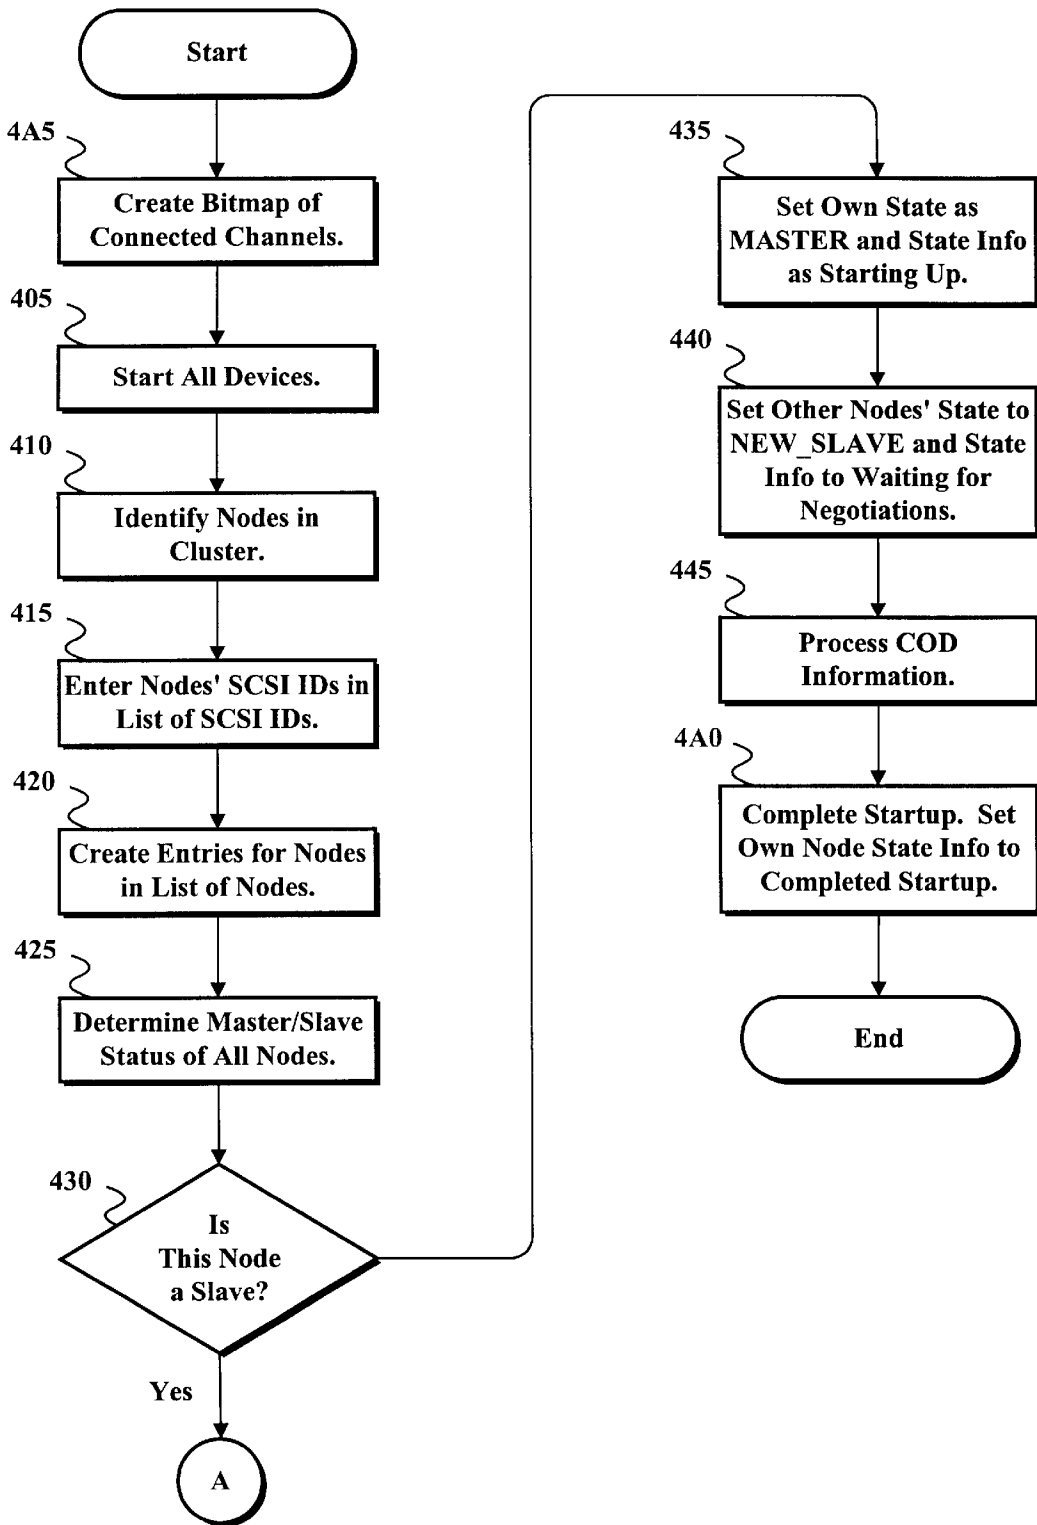 Start
4A5
Create Bitmap of
Connected Channels.
405
Start All Devices.
410
Identify Nodes in
Cluster.
415
Enter Nodes' SCSI IDs in
List of SCSI IDs.
420
Create Entries for Nodes
in List of Nodes.
425
Determine Master/Slave
Status of All Nodes.
430
Is
This Node
a Slave?
Yes
A
435
Set Own State as
MASTER and State Info
as Starting Up.
440
Set Other Nodes' State to
NEW_SLAVE and State
Info to Waiting for
Negotiations.
445
Process COD
Information.
4A0
Complete Startup. Set
Own Node State Info to
Completed Startup.
End